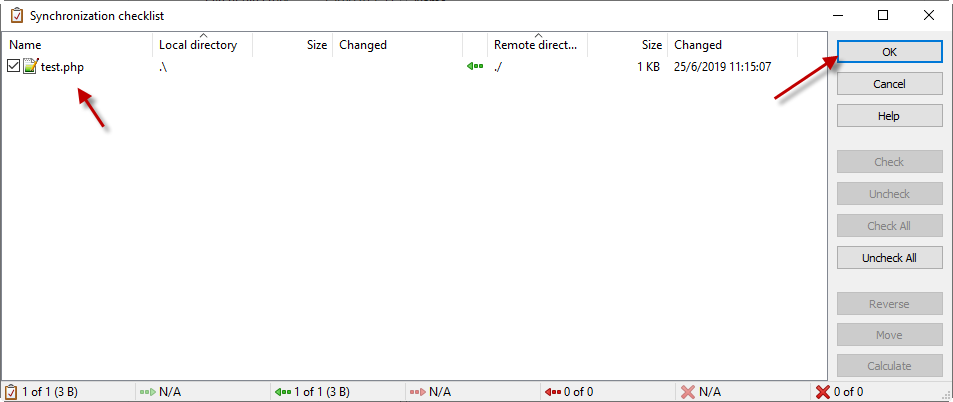 Synchronization checklist
Name Local directory Size Changed Remote direct... Size Changed
test.php .\ ./ 1 KB 25/6/2019 11:15:07
OK
Cancel
Help
Check
Uncheck
Check All
Uncheck All
Reverse
Move
Calculate
1 of 1 (3 B) N/A 1 of 1 (3 B) N/A 0 of 0 N/A 0 of 0